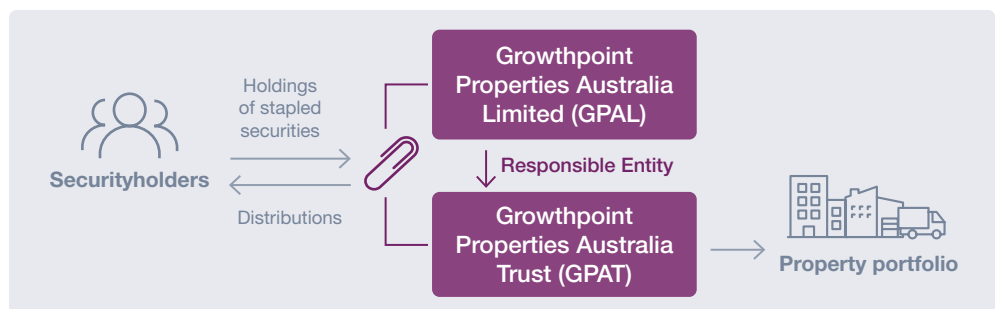 Securityholders
Holdings
of stapled
securities
Distributions
Growthpoint
Properties Australia
Limited (GPAL)
Responsible Entity
Growthpoint
Properties Australia
Trust (GPAT)
Property portfolio